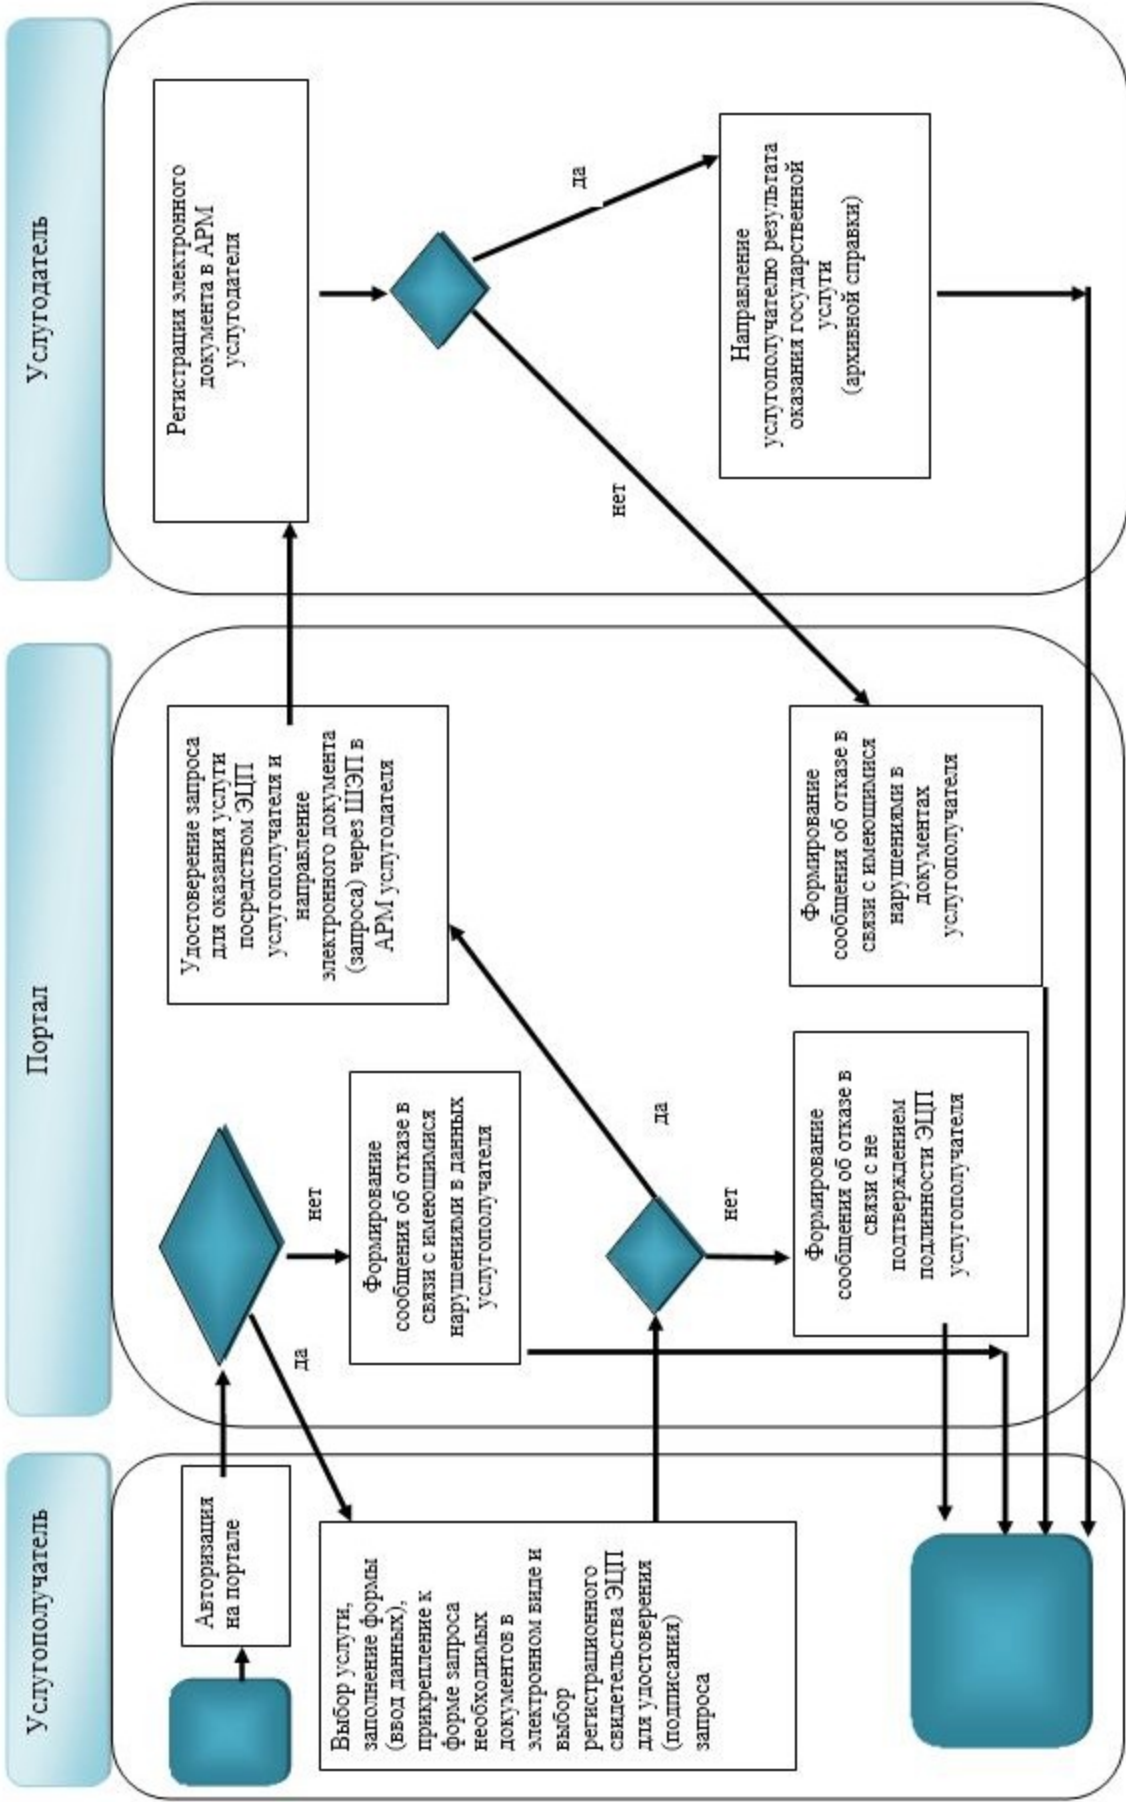 Услугополучатель
Портал
Услугодатель
Авторизация
на портале
Выбор услуги,
заполнение формы
(ввод данных),
прикрепление к
форме запроса
необходимых
документов в
электронном виде и
выбор
регистрационного
свидетельства ЭЦП
для удостоверения
(подписания)
запроса
да
нет
Формирование
сообщения об отказе в
связи с имеющимися
нарушениями в данных
услугополучателя
Удостоверение запроса
для оказания услуги
посредством ЭЦП
услугополучателя и
направление
электронного документа
(запроса) через ШЭП в
АРМ услугодателя
да
нет
Формирование
сообщения об отказе в
связи с не
подтверждением
подлинности ЭЦП
услугополучателя
Формирование
сообщения об отказе в
связи с имеющимися
нарушениями в
документах
услугополучателя
Регистрация электронного
документа в АРМ
услугодателя
нет
да
Направление
услугополучателю результата
оказания государственной
услуги
(архивной справки)